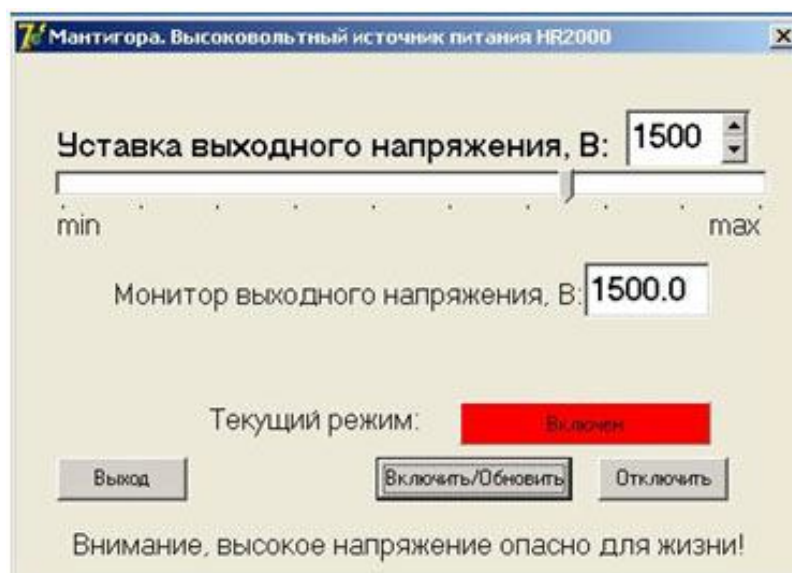 Мантигора. Высоковольтный источник питания HR2000
Уставка выходного напряжения, В: 1500
min max
Монитор выходного напряжения, В: 1500.0
Текущий режим: Включен
Выход Включить/Обновить Отключить
Внимание, высокое напряжение опасно для жизни!